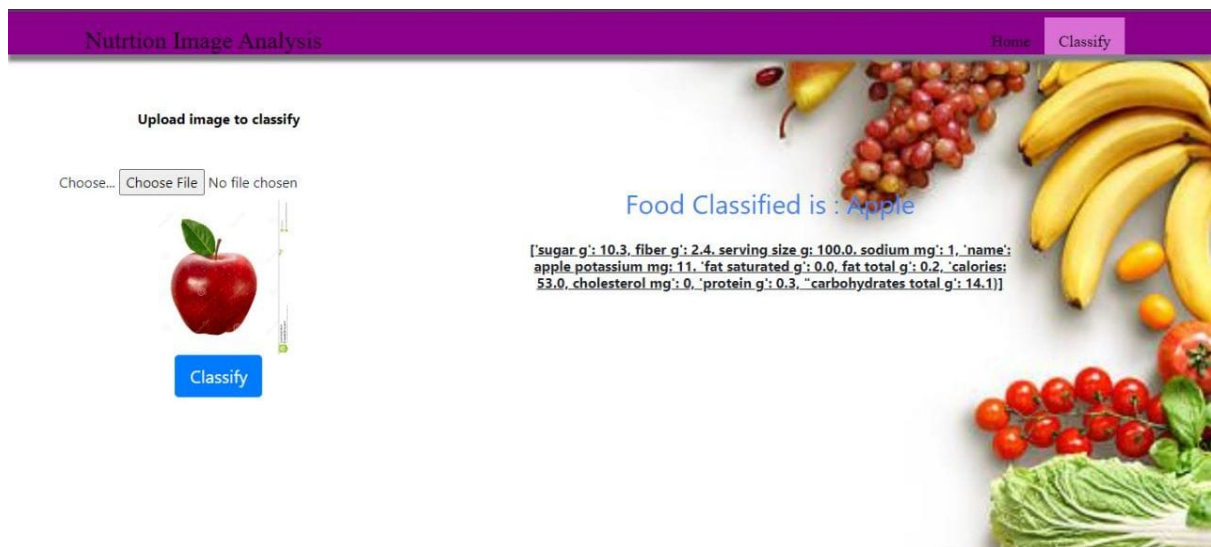 Nutrtion Image Analysis
Home
Classify
Upload image to classify
Choose... Choose File No file chosen
Food Classified is : Apple
['sugar g': 10.3, fiber g': 2.4. serving size g: 100.0. sodium mg': 1, 'name':
apple potassium mg: 11. 'fat saturated g': 0.0, fat total g': 0.2, 'calories:
53.0, cholesterol mg': 0, 'protein g': 0.3, "carbohydrates total g': 14.1)]
Classify